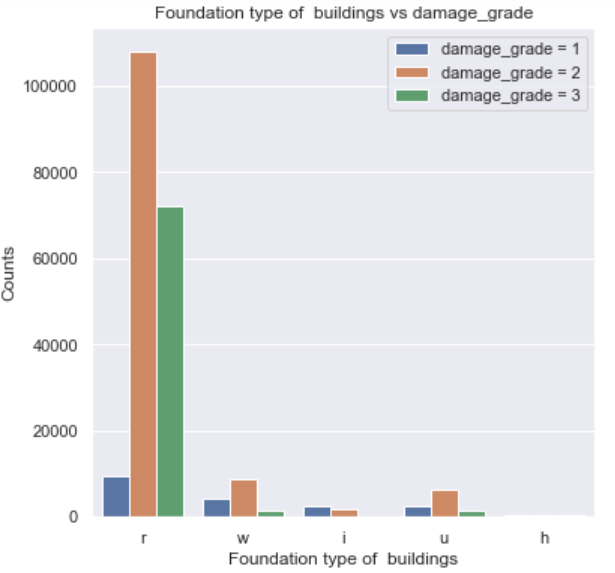 Foundation type of  buildings vs damage_grade
damage_grade = 1
damage_grade = 2
damage_grade = 3
100000
80000
60000
40000
20000
0
Counts
r w i u h
Foundation type of  buildings